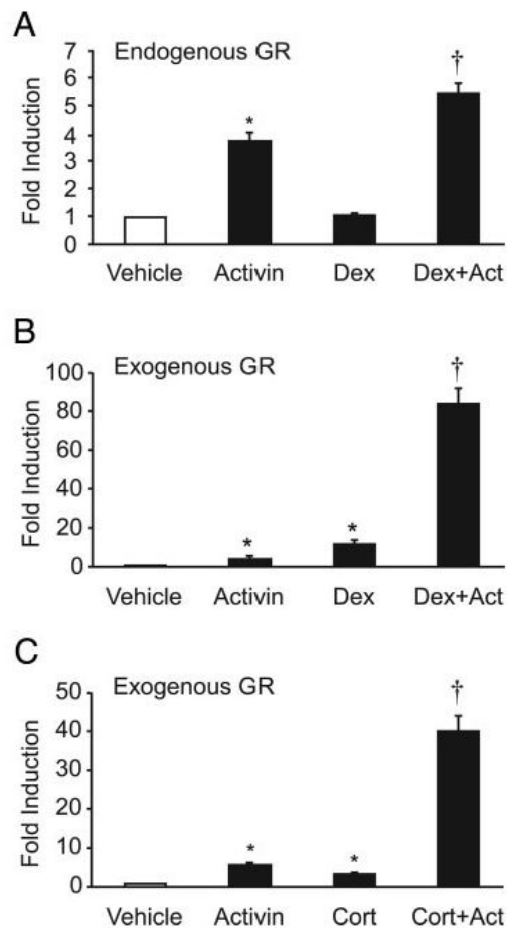 A
Endogenous GR
Fold Induction
7
6
5
4
3
2
1
0
*
†
Vehicle Activin Dex Dex+Act
B
Exogenous GR
Fold Induction
100
80
60
40
20
0
*
*
†
Vehicle Activin Dex Dex+Act
C
Exogenous GR
Fold Induction
50
40
30
20
10
0
*
*
†
Vehicle Activin Cort Cort+Act